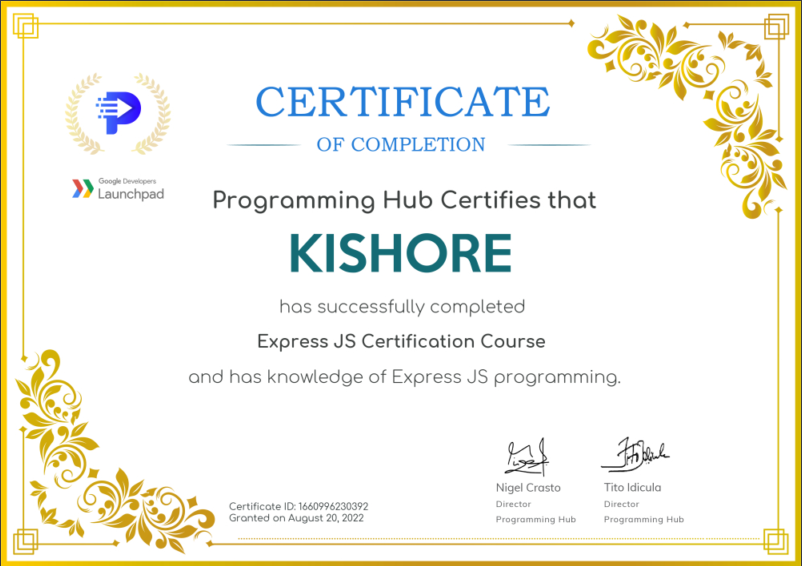 CERTIFICATE
OF COMPLETION
Google Developers
Launchpad
Programming Hub Certifies that
KISHORE
has successfully completed
Express JS Certification Course
and has knowledge of Express JS programming.
Nigel Crasto
Director
Programming Hub
Tito Idicula
Director
Programming Hub
Certificate ID: 1660996230392
Granted on August 20, 2022